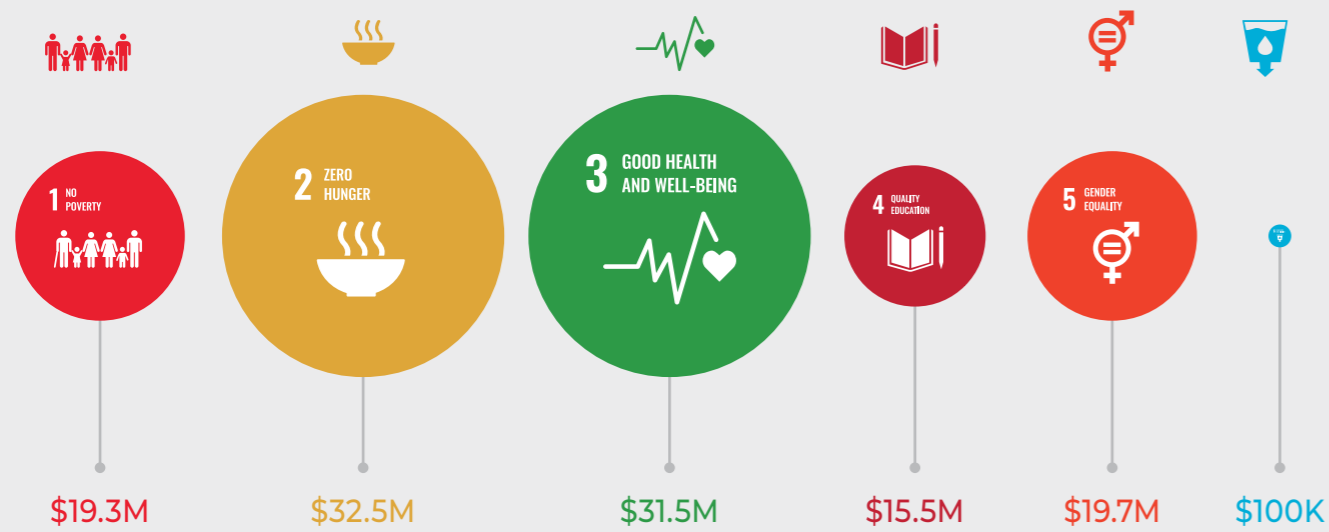 1 NO
POVERTY
2 ZERO
HUNGER
3 GOOD HEALTH
AND WELL-BEING
4 QUALITY
EDUCATION
5 GENDER
EQUALITY
$19.3M
$32.5M
$31.5M
$15.5M
$19.7M
$100K